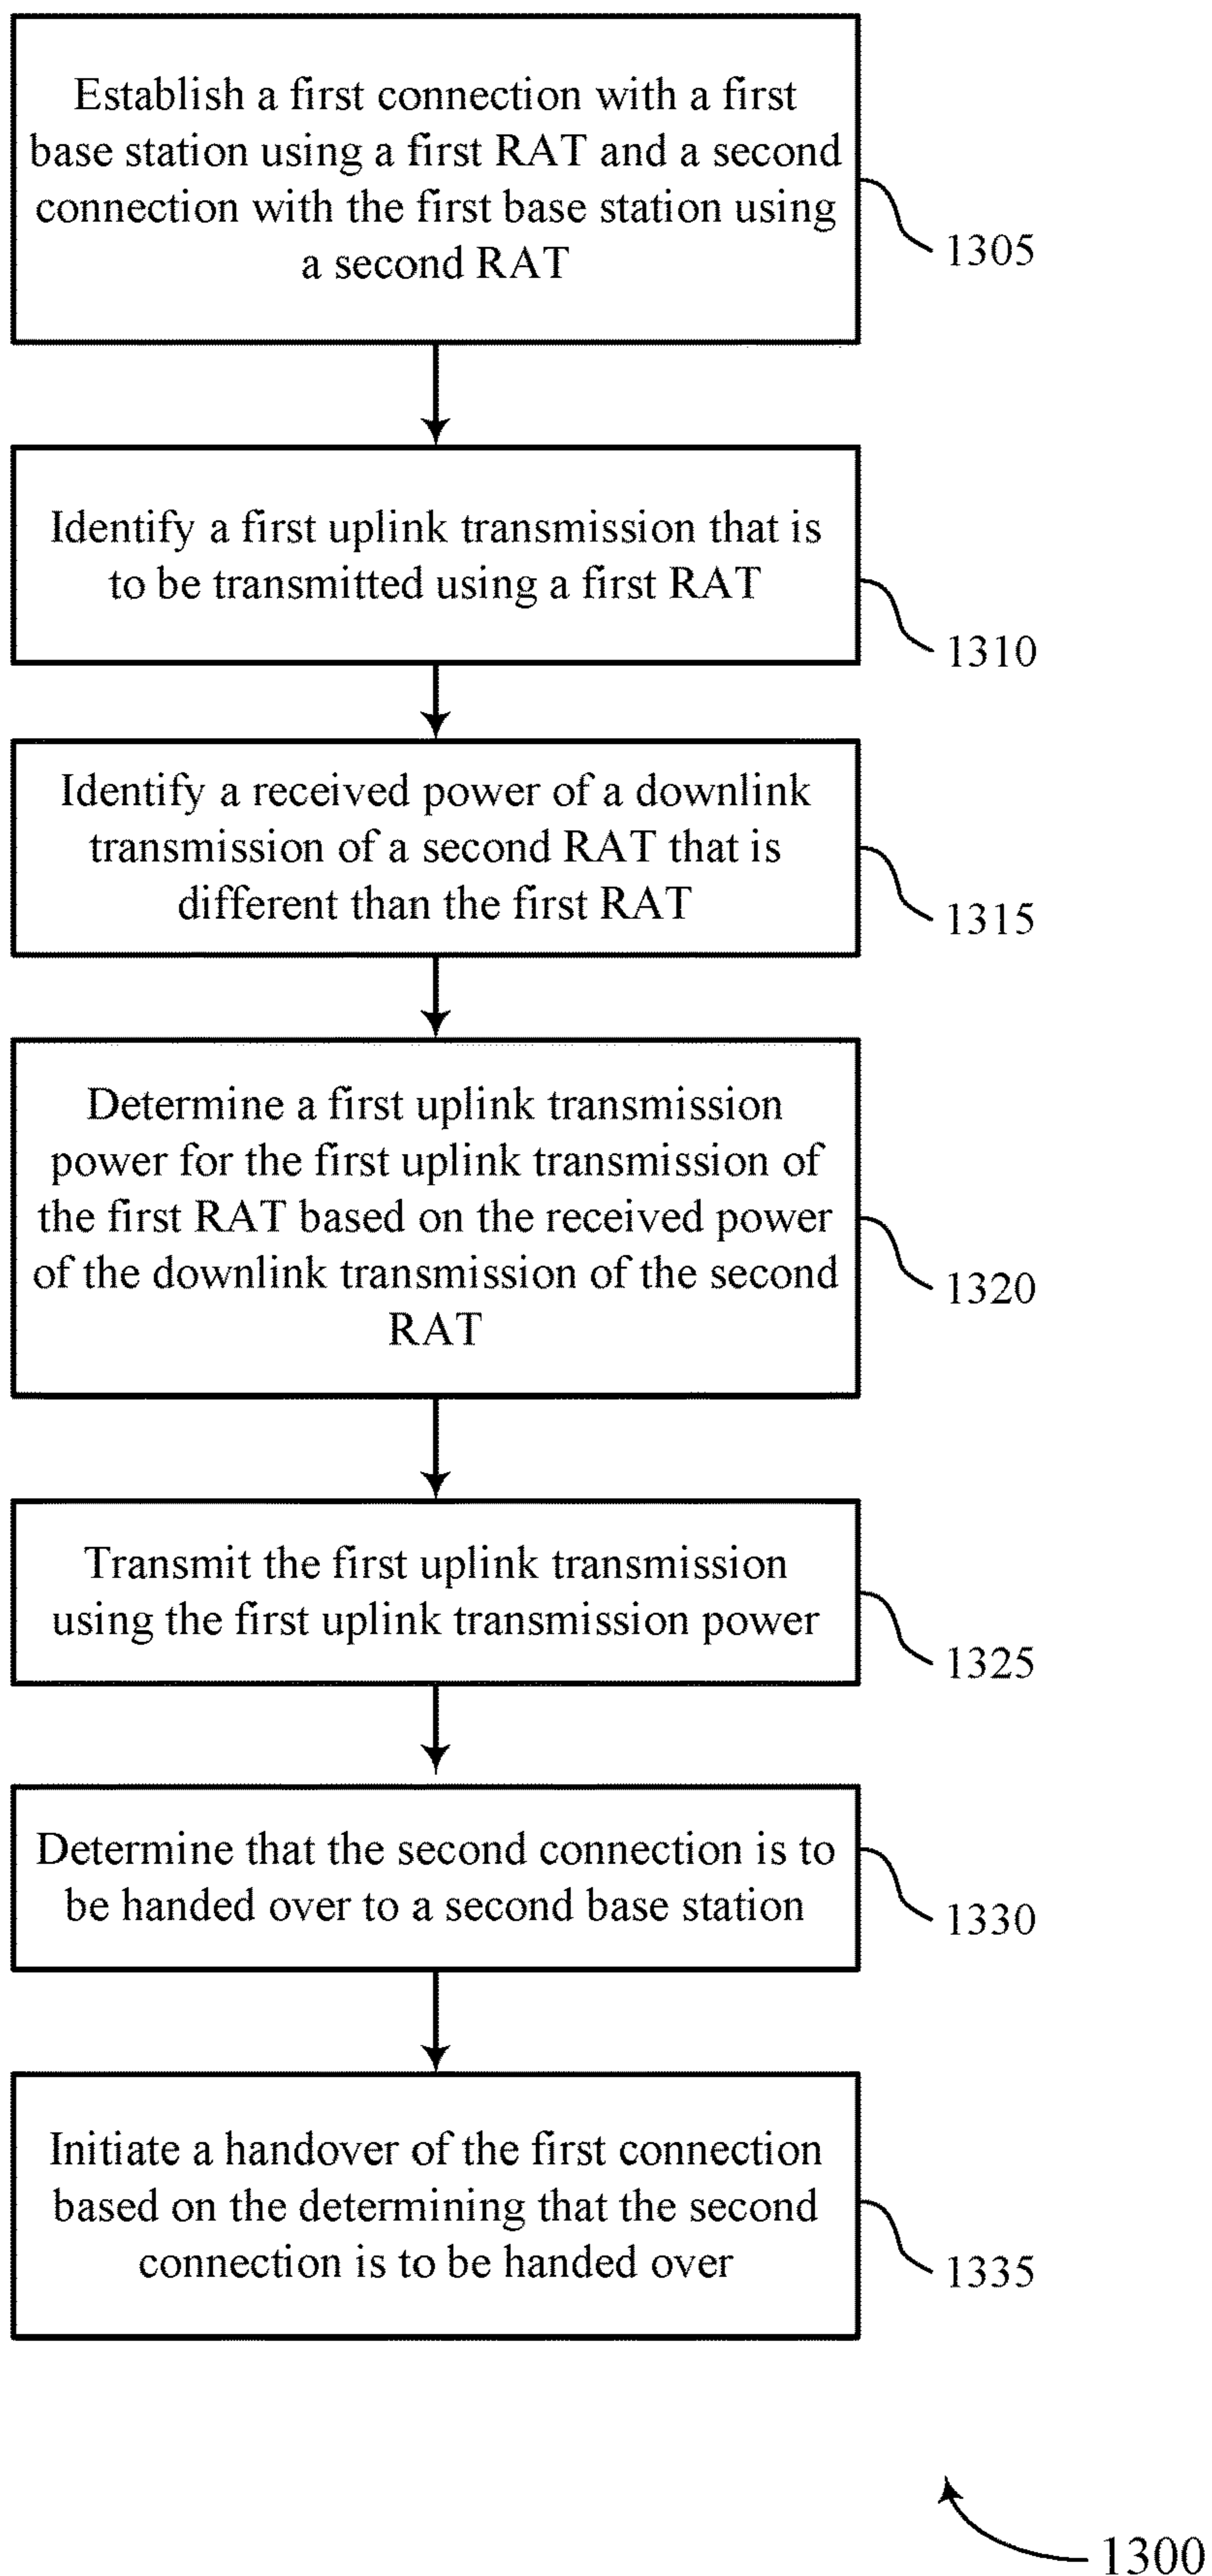 Establish a first connection with a first
base station using a first RAT and a second
connection with the first base station using
a second RAT
1305
Identify a first uplink transmission that is
to be transmitted using a first RAT
1310
Identify a received power of a downlink
transmission of a second RAT that is
different than the first RAT
1315
Determine a first uplink transmission
power for the first uplink transmission of
the first RAT based on the received power
of the downlink transmission of the second
RAT
1320
Transmit the first uplink transmission
using the first uplink transmission power
1325
Determine that the second connection is to
be handed over to a second base station
1330
Initiate a handover of the first connection
based on the determining that the second
connection is to be handed over
1335
1300